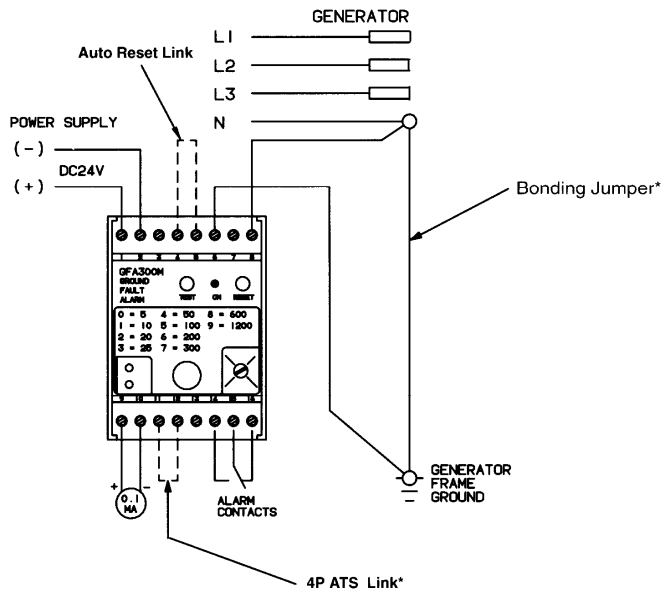 GENERATOR
L1
Auto Reset Link
L2
L3
POWER SUPPLY
N
(-)
DC24V
(+)
Bonding Jumper*
1 2 3 4 5 6 7 8
GFA300M
GROUND
FAULT
ALARM
TEST ON RESET
0 = 5 4 = 50 8 = 600
1 = 10 5 = 100 9 = 1200
2 = 20 6 = 200
3 = 25 7 = 300
9 10 11 12 13 14 15 16
+ -
0.1
MA
ALARM
CONTACTS
GENERATOR
FRAME
GROUND
4P ATS Link*